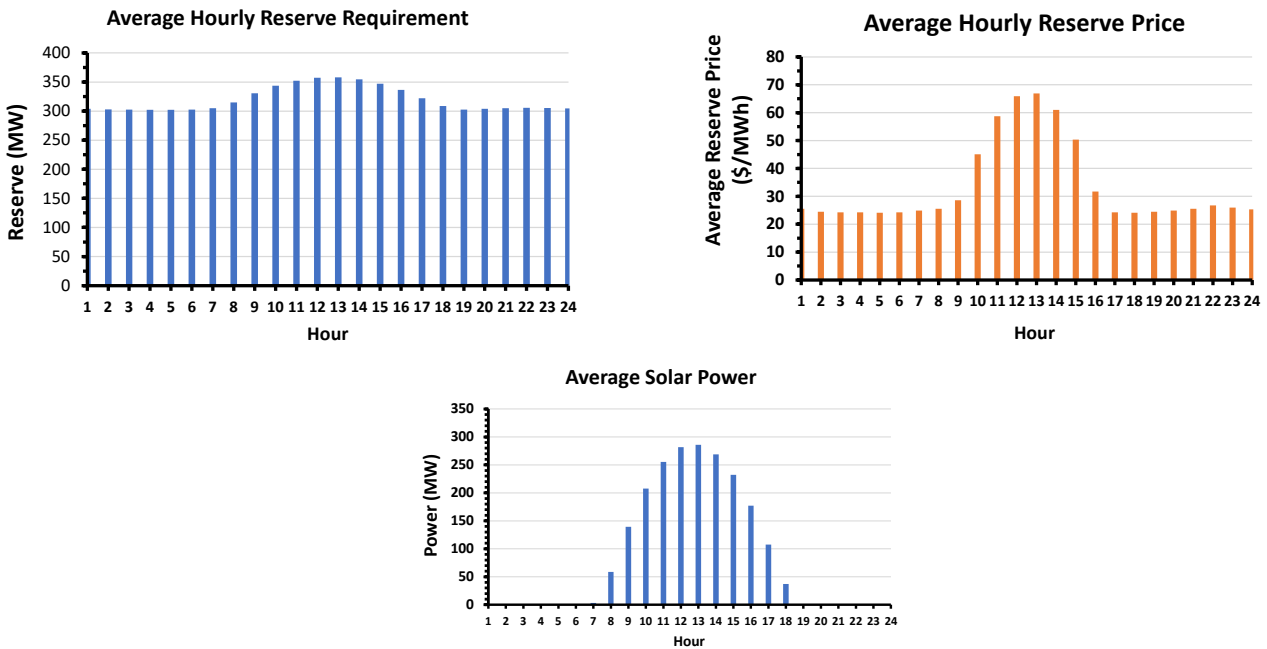 Average Hourly Reserve Requirement
400
350
300
250
200
150
100
50
0
Reserve (MW)
1 2 3 4 5 6 7 8 9 10 11 12 13 14 15 16 17 18 19 20 21 22 23 24
Hour
Average Hourly Reserve Price
80
70
60
50
40
30
20
10
0
Average Reserve Price
($/MWh)
1 2 3 4 5 6 7 8 9 10 11 12 13 14 15 16 17 18 19 20 21 22 23 24
Hour
Average Solar Power
350
300
250
200
150
100
50
0
Power (MW)
1 2 3 4 5 6 7 8 9 10 11 12 13 14 15 16 17 18 19 20 21 22 23 24
Hour